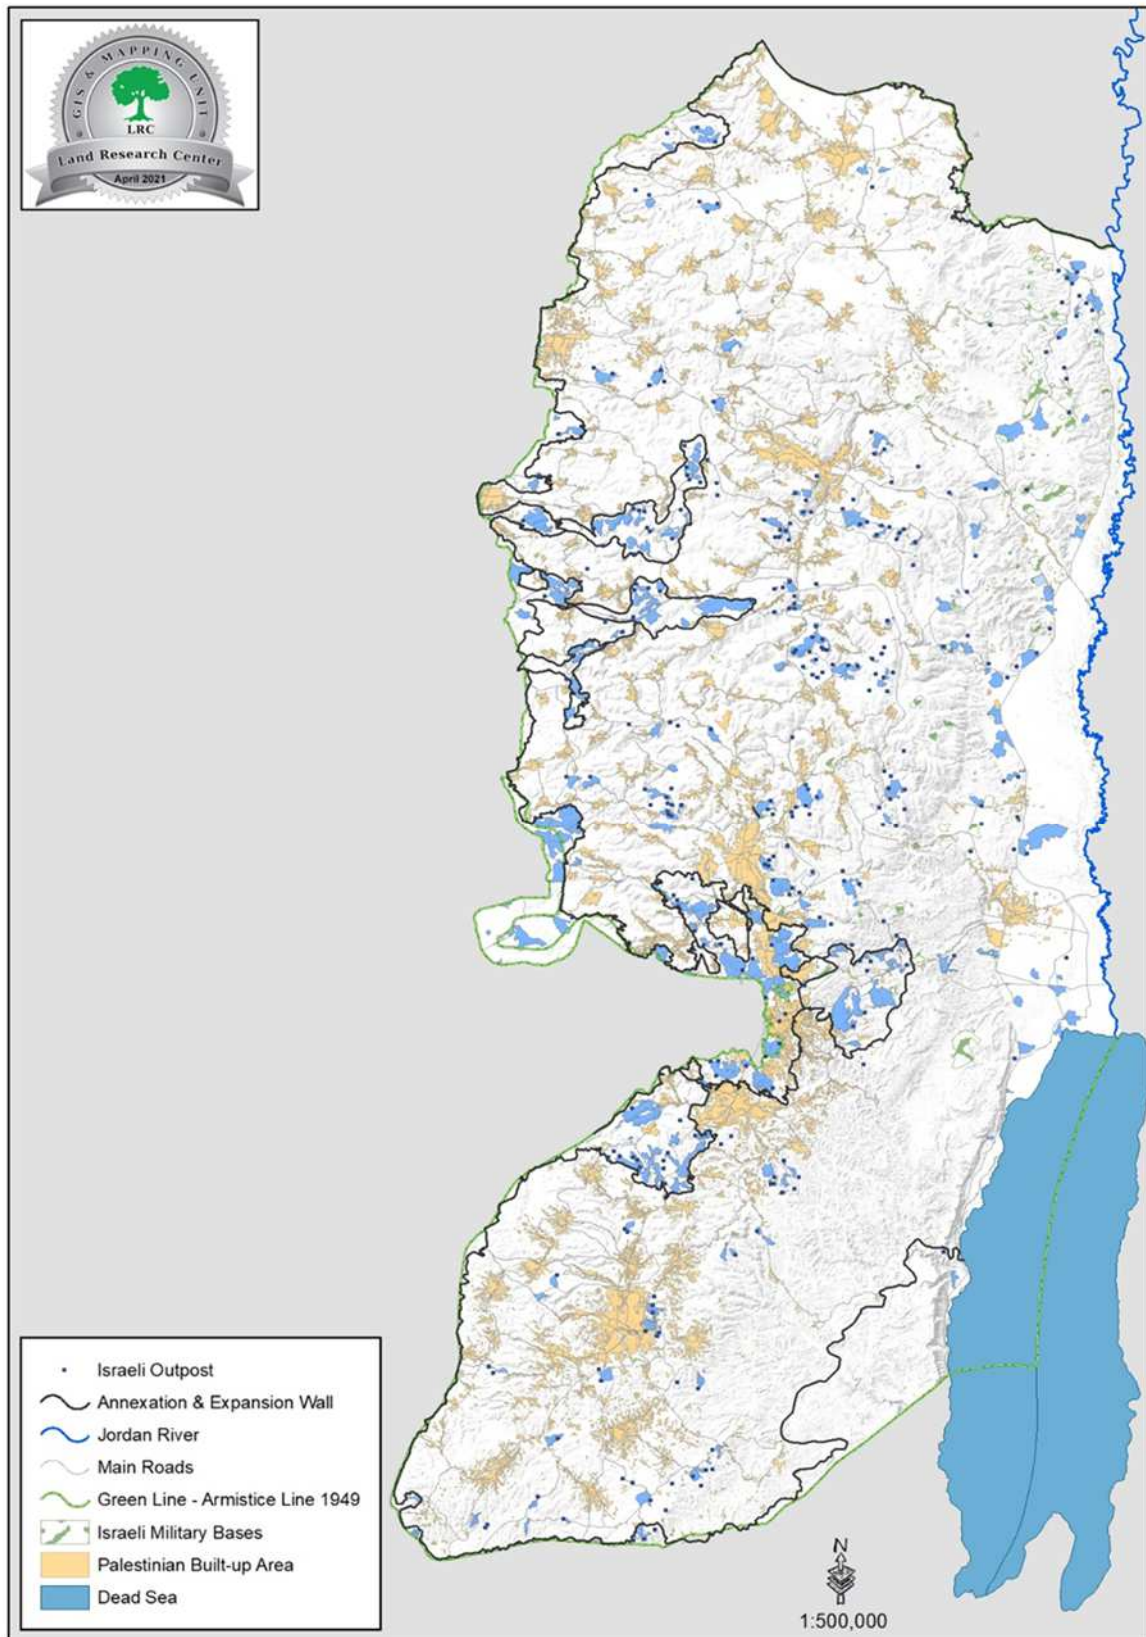 GIS & MAPPING UNIT
LRC
Land Research Center
April 2021
Israeli Outpost
Annexation & Expansion Wall
Jordan River
Main Roads
Green Line - Armistice Line 1949
Israeli Military Bases
Palestinian Built-up Area
Dead Sea
N
1:500,000